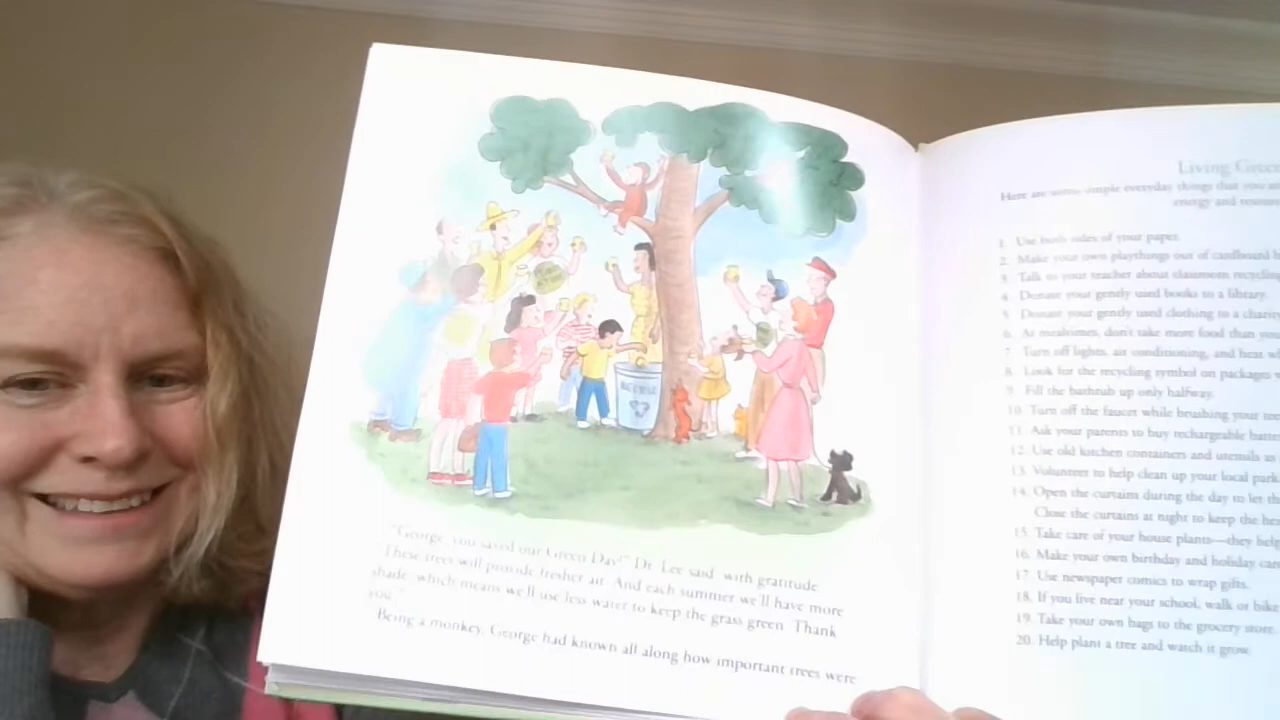 RECYCLE
"George, you saved our Green Day!" Dr. Lee said with gratitude
"These trees will provide fresher air. And each summer we'll have more
shade, which means we'll use less water to keep the grass green. Thank
you."
Being a monkey, George had known all along how important trees were
Living Green
Here are some simple everyday things that you
energy and
1. Use both sides of your paper.
2. Make your own playthings out of cardboard
3. Talk to your teacher about classroom recycling
4. Donate your gently used books to a library.
5. Donate your gently used clothing to a charity
6. At mealtimes, don't take more food than you
7. Turn off lights, air conditioning, and heat
8. Look for the recycling symbol on packages
9. Fill the bathtub up only halfway.
10. Turn off the faucet while brushing your
11. Ask your parents to buy rechargeable
12. Use old kitchen containers and utensils as
13. Volunteer to help clean up your local park
14. Open the curtains during the day to let
Close the curtains at night to keep the
15. Take care of your house plants—they help
16. Make your own birthday and holiday
17. Use newspaper comics to wrap gifts.
18. If you live near your school, walk or bike
19. Take your own bags to the grocery store.
20. Help plant a tree and watch it grow